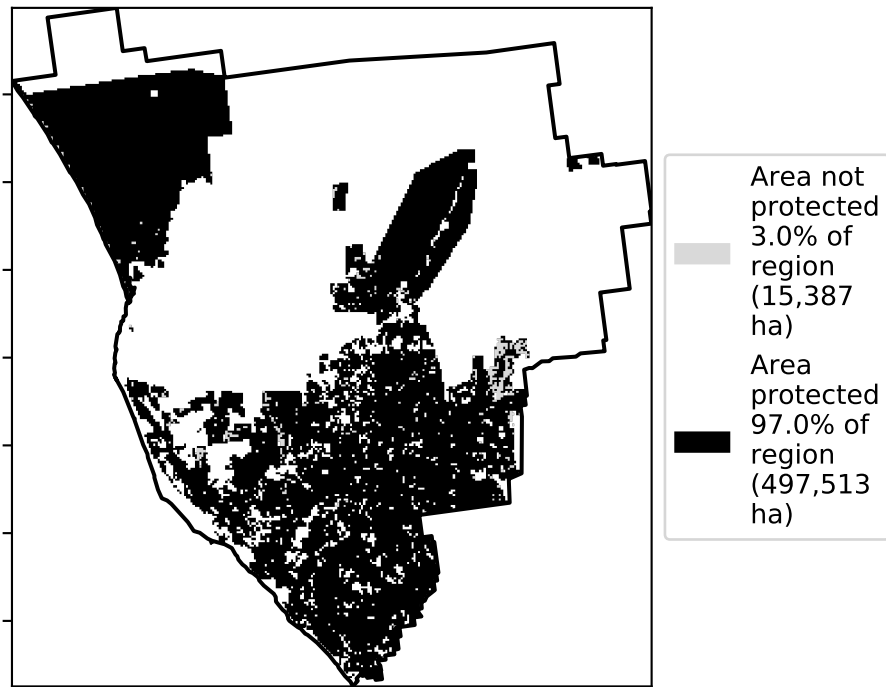 Area not
protected
3.0% of
region
(15,387
ha)
Area
protected
97.0% of
region
(497,513
ha)